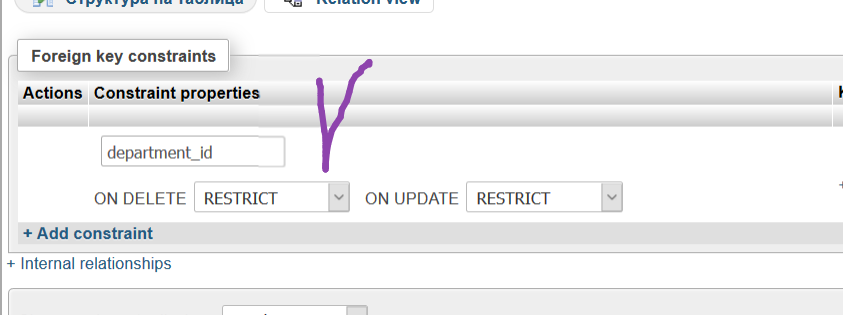 Структура на таблица Relation view
Foreign key constraints
Actions Constraint properties
department_id
ON DELETE RESTRICT ON UPDATE RESTRICT
+ Add constraint
+ Internal relationships